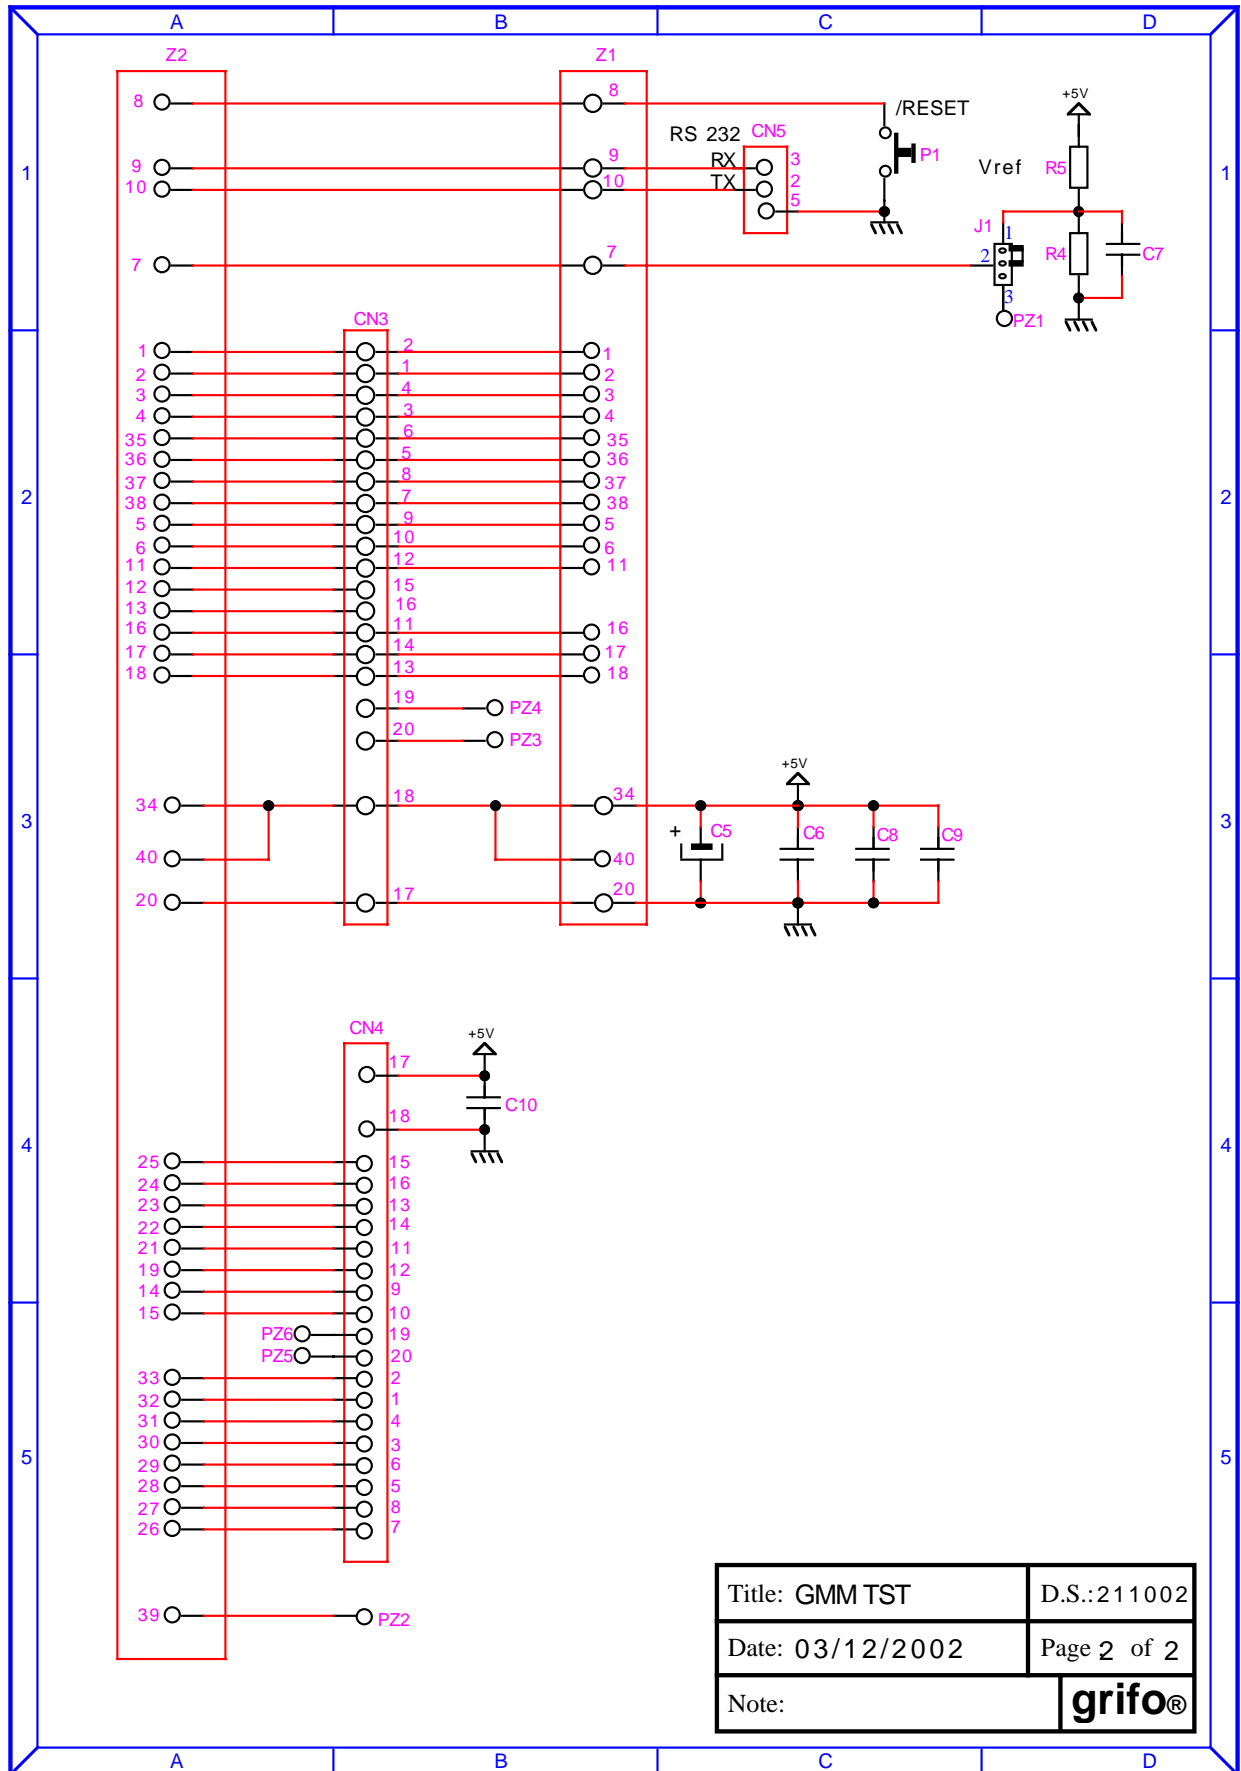 A B C D
Z2 Z1
8 8 /RESET +5V
RS 232 CN5
1 9 9 RX 3 P1 Vref R5 1
10 10 TX 2
5
J1 1
7 7 2 R4 C7
3
PZ1
CN3
1 2 1
2 1 2
3 4 3
4 3 4
35 6 35
36 5 36
37 8 37
2 38 7 38 2
5 9 5
6 10 6
11 12 11
12 15
13 16
16 11 16
17 14 17
18 13 18
19 PZ4
20 PZ3
+5V
34 18 34
3 + C5 C6 C8 C9 3
40 40
20 17 20
CN4 +5V
17
C10
18
4 4
25 15
24 16
23 13
22 14
21 11
19 12
14 9
15 10
PZ6 19
PZ5 20
33 2
32 1
31 4
30 3
5 29 6 5
28 5
27 8
26 7
39 PZ2
Title: GMM TST D.S.:211002
Date: 03/12/2002 Page 2 of 2
Note: grifo®
A B C D